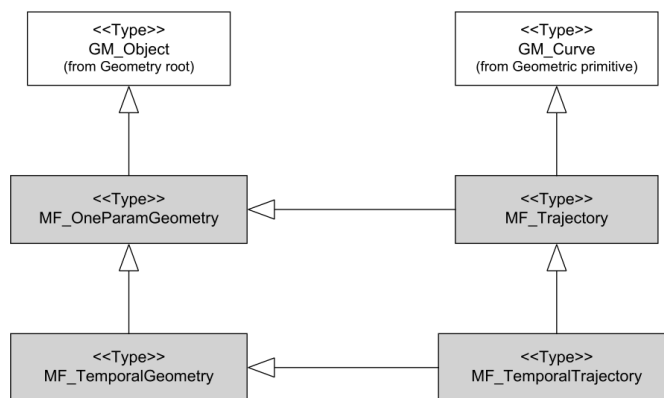 <<Type>>
GM_Object
(from Geometry root)
<<Type>>
GM_Curve
(from Geometric primitive)
<<Type>>
MF_OneParamGeometry
<<Type>>
MF_Trajectory
<<Type>>
MF_TemporalGeometry
<<Type>>
MF_TemporalTrajectory